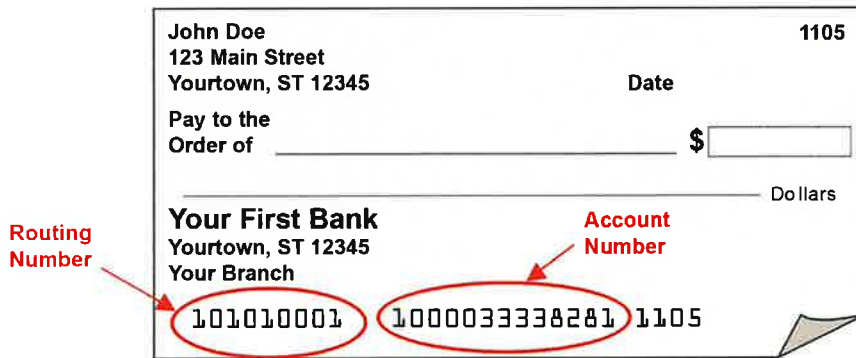 John Doe 1105
123 Main Street
Yourtown, ST 12345 Date
Pay to the
Order of $
Dollars
Your First Bank
Yourtown, ST 12345
Your Branch
Routing
Number
Account
Number
101010001 1000033338281 1105